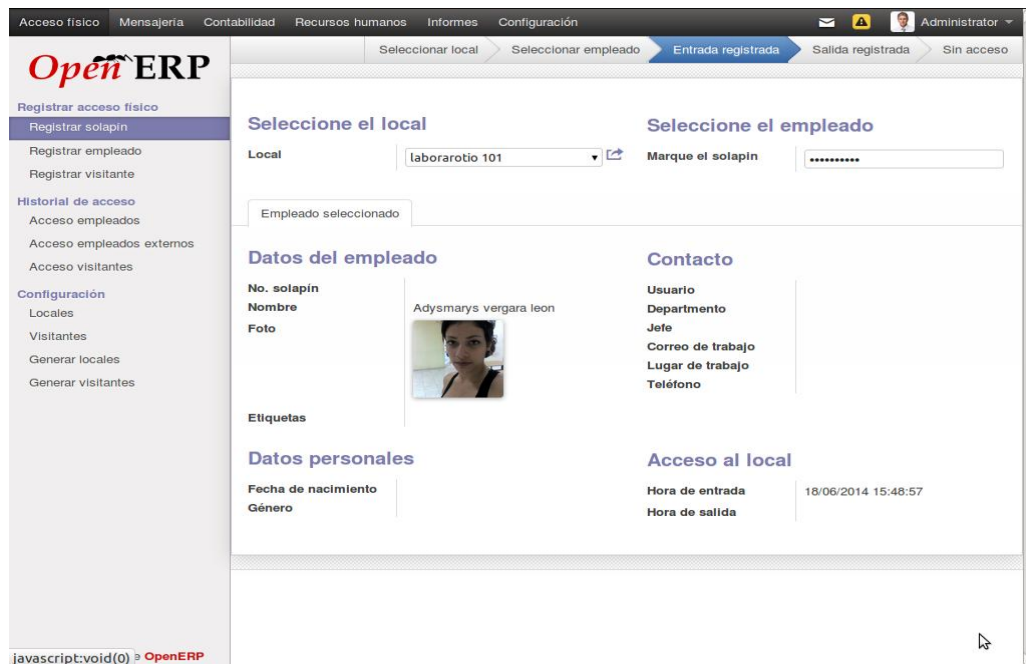 Acceso físico Mensajería Contabilidad Recursos humanos Informes Configuración Administrator
Seleccionar local Seleccionar empleado Entrada registrada Salida registrada Sin acceso
Open ERP
Registrar acceso físico
Registrar solapín
Registrar empleado
Registrar visitante
Historial de acceso
Acceso empleados
Acceso empleados externos
Acceso visitantes
Configuración
Locales
Visitantes
Generar locales
Generar visitantes
Seleccione el local
Local laborarotio 101
Seleccione el empleado
Marque el solapin ••••••••••
Empleado seleccionado
Datos del empleado
No. solapín
Nombre Adysmarys vergara leon
Foto
Etiquetas
Contacto
Usuario
Departmento
Jefe
Correo de trabajo
Lugar de trabajo
Teléfono
Datos personales
Fecha de nacimiento
Género
Acceso al local
Hora de entrada 18/06/2014 15:48:57
Hora de salida
javascript:void(0) e OpenERP